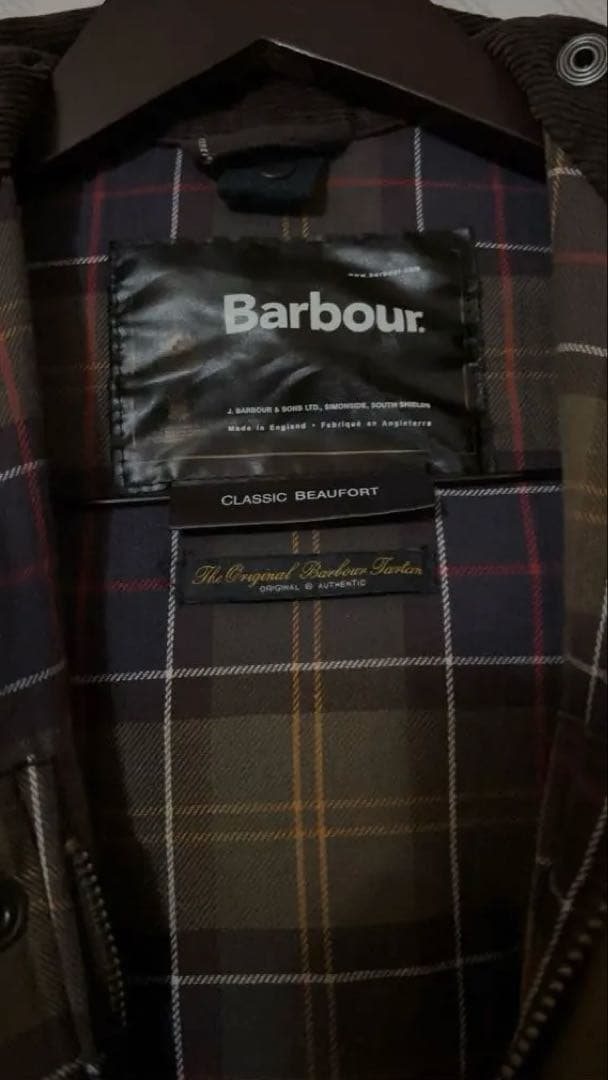 www.barbour.com
Barbour.
J. BARBOUR & SONS LTD., SIMONSIDE, SOUTH SHIELDS
Made in England • Fabriqué en Angleterre
CLASSIC BEAUFORT
The Original Barbour Tartan
ORIGINAL & AUTHENTIC